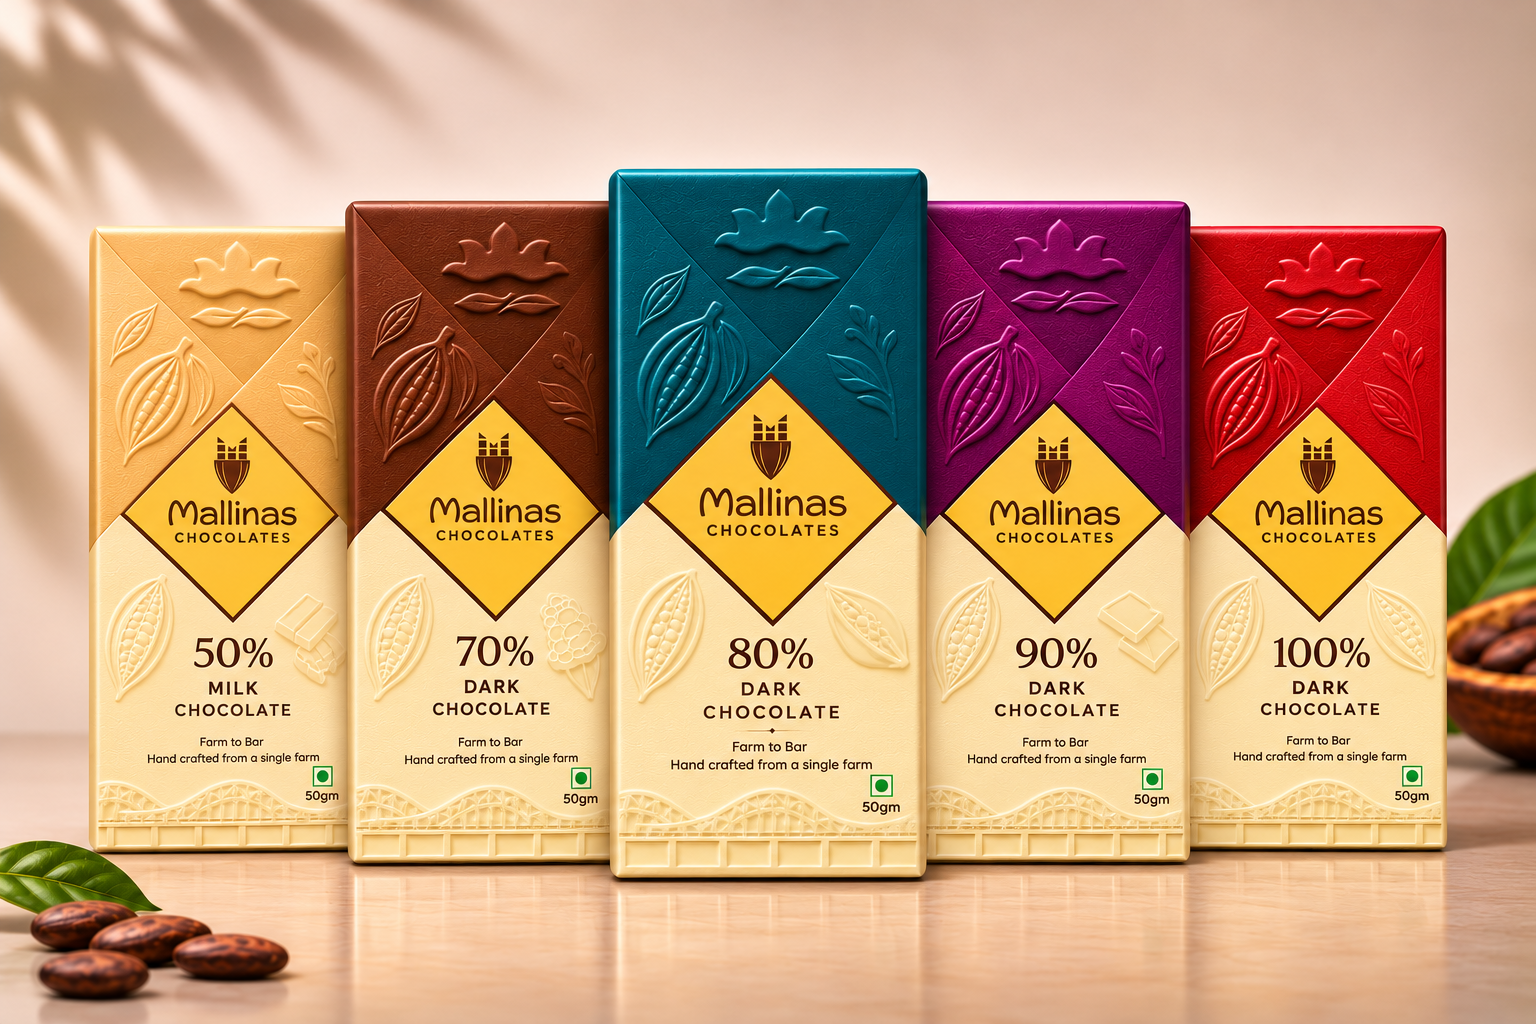 Mallinas
CHOCOLATES
50%
MILK
CHOCOLATE
Farm to Bar
Hand crafted from a single farm
50gm
Mallinas
CHOCOLATES
70%
DARK
CHOCOLATE
Farm to Bar
Hand crafted from a single farm
50gm
Mallinas
CHOCOLATES
80%
DARK
CHOCOLATE
Farm to Bar
Hand crafted from a single farm
50gm
Mallinas
CHOCOLATES
90%
DARK
CHOCOLATE
Farm to Bar
Hand crafted from a single farm
50gm
Mallinas
CHOCOLATES
100%
DARK
CHOCOLATE
Farm to Bar
Hand crafted from a single farm
50gm